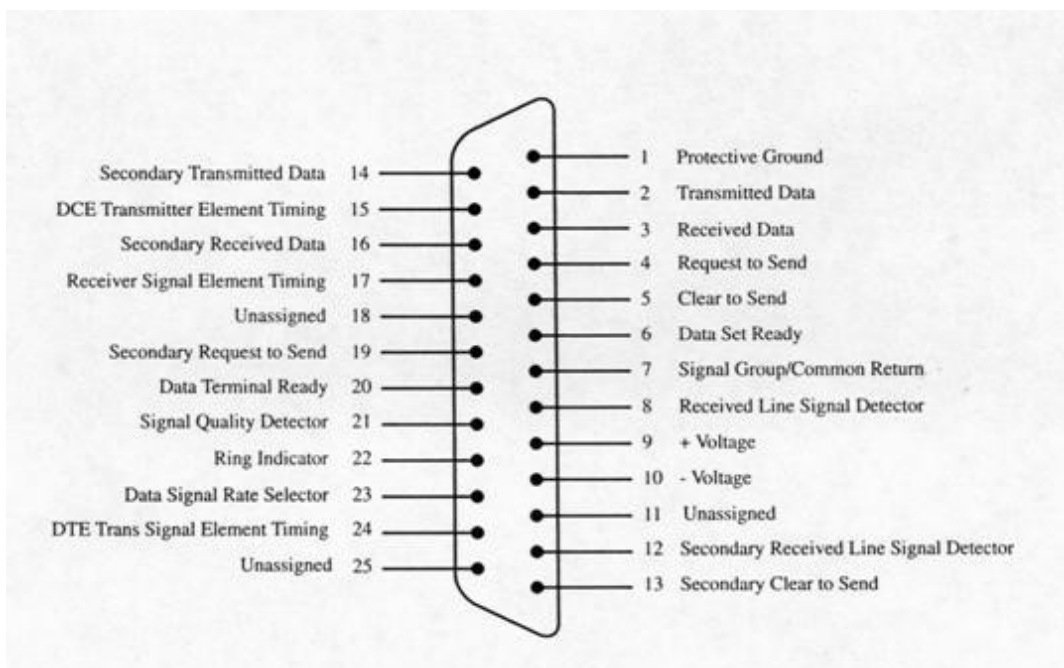 Secondary Transmitted Data 14
DCE Transmitter Element Timing 15
Secondary Received Data 16
Receiver Signal Element Timing 17
Unassigned 18
Secondary Request to Send 19
Data Terminal Ready 20
Signal Quality Detector 21
Ring Indicator 22
Data Signal Rate Selector 23
DTE Trans Signal Element Timing 24
Unassigned 25
1 Protective Ground
2 Transmitted Data
3 Received Data
4 Request to Send
5 Clear to Send
6 Data Set Ready
7 Signal Group/Common Return
8 Received Line Signal Detector
9 + Voltage
10 - Voltage
11 Unassigned
12 Secondary Received Line Signal Detector
13 Secondary Clear to Send